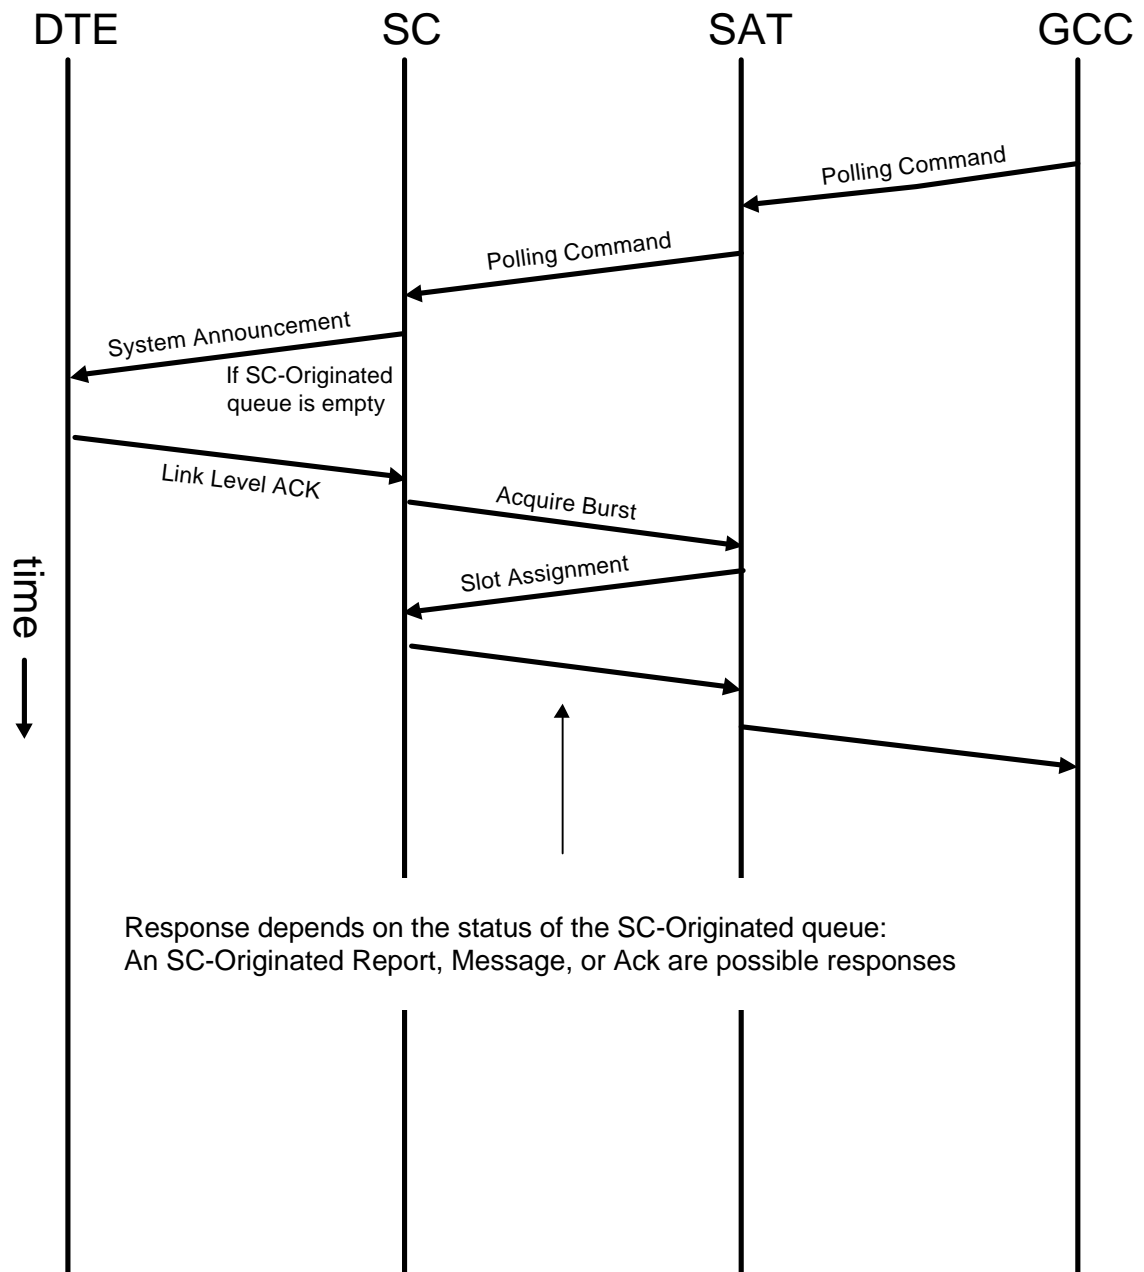 DTE SC SAT GCC
Polling Command
Polling Command
System Announcement
If SC-Originated
queue is empty
Link Level ACK
Acquire Burst
Slot Assignment
time
Response depends on the status of the SC-Originated queue:
An SC-Originated Report, Message, or Ack are possible responses